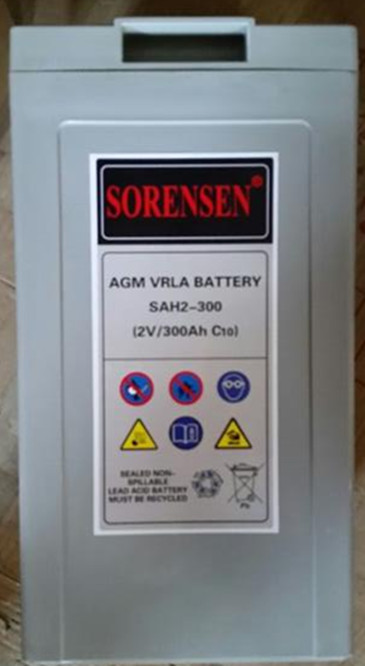 SORENSEN®
AGM VRLA BATTERY
SAH2-300
(2V/300Ah C10)
SEALED NON-
SPILLABLE
LEAD ACID BATTERY
MUST BE RECYCLED
Pb